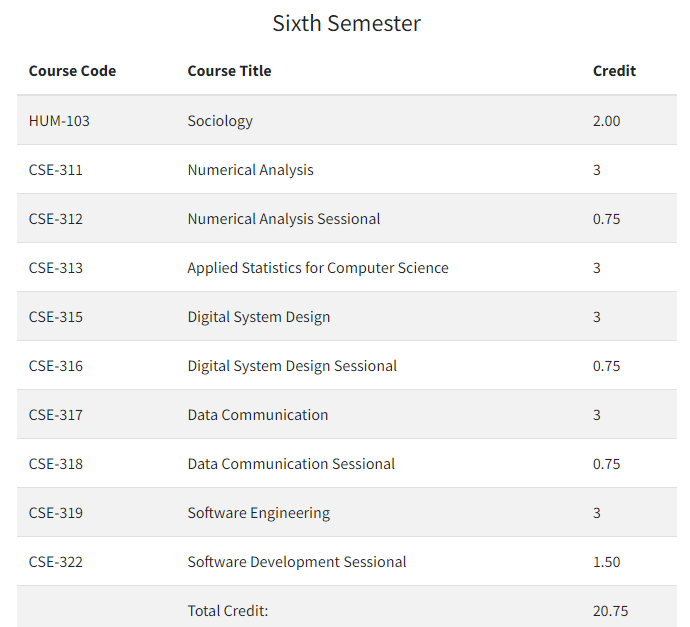 Sixth Semester
Course Code Course Title Credit
HUM-103 Sociology 2.00
CSE-311 Numerical Analysis 3
CSE-312 Numerical Analysis Sessional 0.75
CSE-313 Applied Statistics for Computer Science 3
CSE-315 Digital System Design 3
CSE-316 Digital System Design Sessional 0.75
CSE-317 Data Communication 3
CSE-318 Data Communication Sessional 0.75
CSE-319 Software Engineering 3
CSE-322 Software Development Sessional 1.50
Total Credit: 20.75